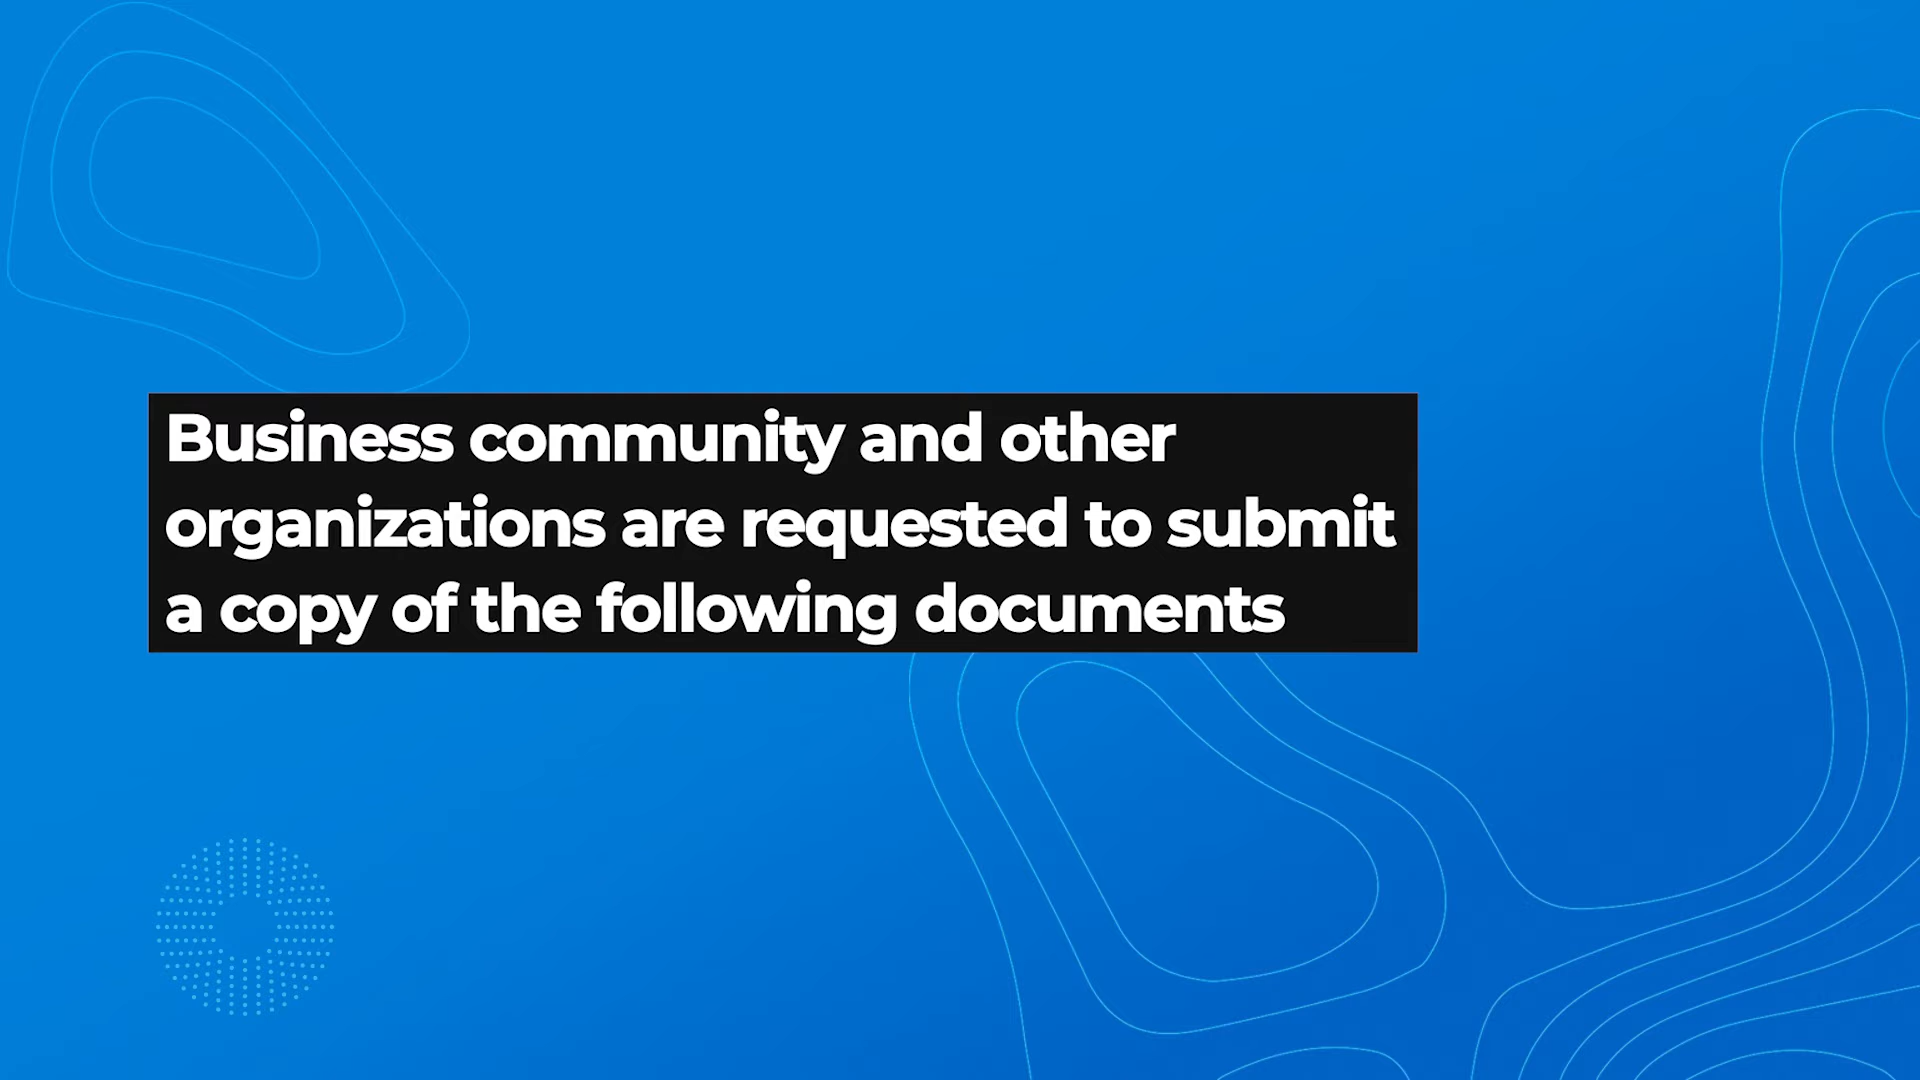 Business community and other
organizations are requested to submit
a copy of the following documents